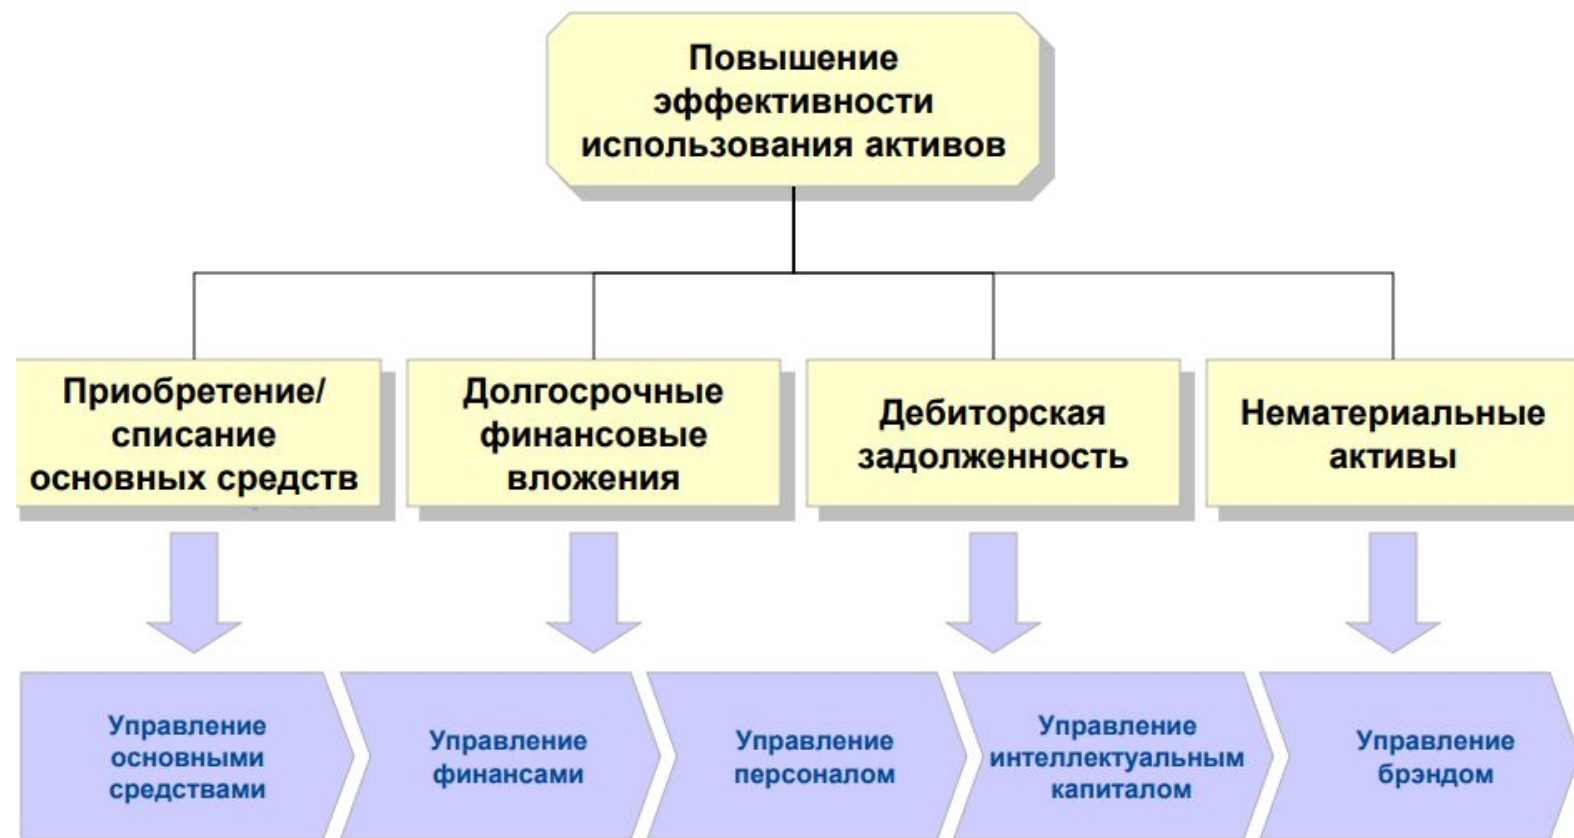 Повышение
эффективности
использования активов
Приобретение/
списание
основных средств
Долгосрочные
финансовые
вложения
Дебиторская
задолженность
Нематериальные
активы
Управление
основными
средствами
Управление
финансами
Управление
персоналом
Управление
интеллектуальным
капиталом
Управление
брэндом